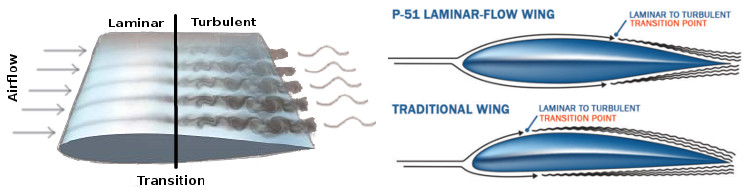 Laminar
Turbulent
Airflow
Transition
P-51 LAMINAR-FLOW WING
LAMINAR TO TURBULENT
TRANSITION POINT
TRADITIONAL WING
LAMINAR TO TURBULENT
TRANSITION POINT